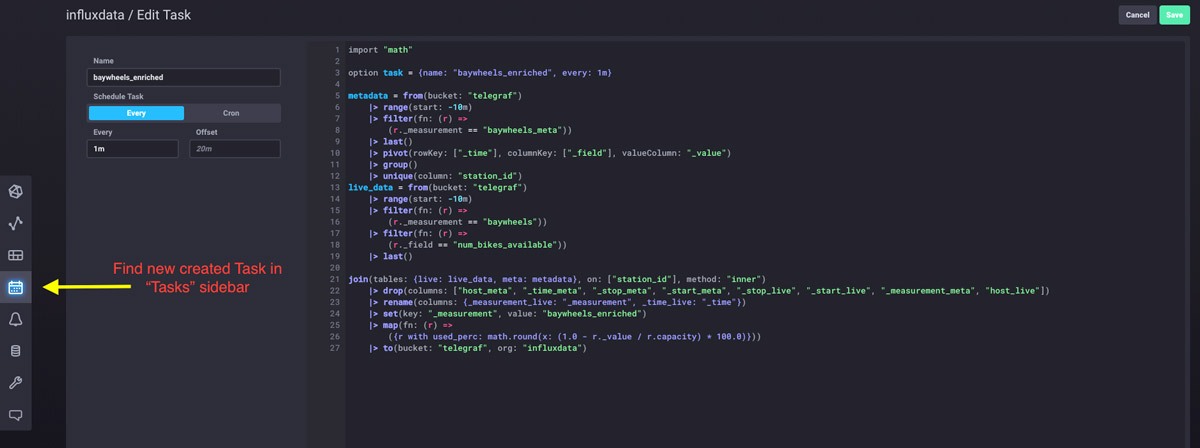 influxdata / Edit Task
Cancel
Save
Name
baywheels_enriched
Schedule Task
Every
Cron
Every
Offset
1m
20m
Find new created Task in
“Tasks” sidebar
1 import "math"
2
3 option task = {name: "baywheels_enriched", every: 1m}
4
5 metadata = from(bucket: "telegraf")
6 |> range(start: -10m)
7 |> filter(fn: (r) =>
8 (r._measurement == "baywheels_meta"))
9 |> last()
10 |> pivot(rowKey: ["_time"], columnKey: ["_field"], valueColumn: "_value")
11 |> group()
12 |> unique(column: "station_id")
13 live_data = from(bucket: "telegraf")
14 |> range(start: -10m)
15 |> filter(fn: (r) =>
16 (r._measurement == "baywheels"))
17 |> filter(fn: (r) =>
18 (r._field == "num_bikes_available"))
19 |> last()
20
21 join(tables: {live: live_data, meta: metadata}, on: ["station_id"], method: "inner")
22 |> drop(columns: ["host_meta", "_time_meta", "_stop_meta", "_start_meta", "_stop_live", "_start_live", "_measurement_meta", "host_live"])
23 |> rename(columns: {_measurement_live: "_measurement", _time_live: "_time"})
24 |> set(key: "_measurement", value: "baywheels_enriched")
25 |> map(fn: (r) =>
26 ({r with used_perc: math.round(x: (1.0 - r._value / r.capacity) * 100.0)}))
27 |> to(bucket: "telegraf", org: "influxdata")